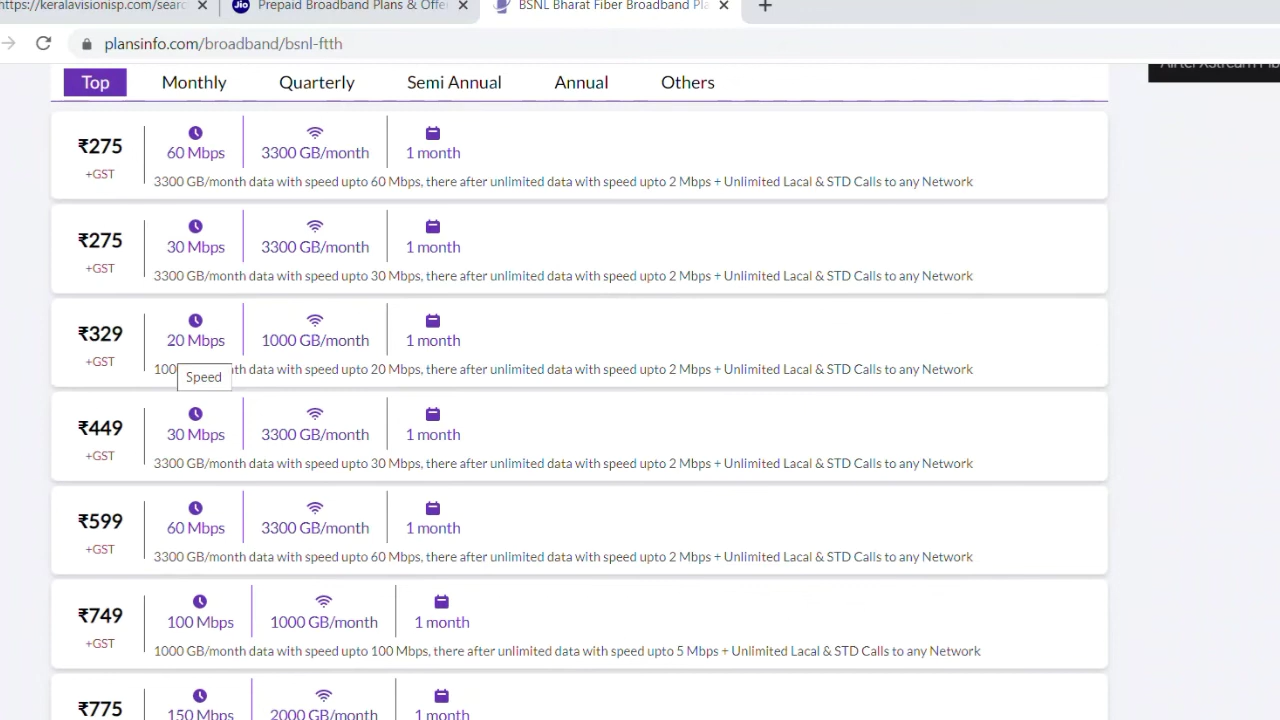 https://keralavisionisp.com/sear
Jio Prepaid Broadband Plans & Offe
BSNL Bharat Fiber Broadband Pla
plansinfo.com/broadband/bsnl-ftth
Top Monthly Quarterly Semi Annual Annual Others
₹275 60 Mbps 3300 GB/month 1 month
+GST
3300 GB/month data with speed upto 60 Mbps, there after unlimited data with speed upto 2 Mbps + Unlimited Lacal & STD Calls to any Network
₹275 30 Mbps 3300 GB/month 1 month
+GST
3300 GB/month data with speed upto 30 Mbps, there after unlimited data with speed upto 2 Mbps + Unlimited Lacal & STD Calls to any Network
₹329 20 Mbps 1000 GB/month 1 month
+GST
100 th data with speed upto 20 Mbps, there after unlimited data with speed upto 2 Mbps + Unlimited Lacal & STD Calls to any Network
Speed
₹449 30 Mbps 3300 GB/month 1 month
+GST
3300 GB/month data with speed upto 30 Mbps, there after unlimited data with speed upto 2 Mbps + Unlimited Lacal & STD Calls to any Network
₹599 60 Mbps 3300 GB/month 1 month
+GST
3300 GB/month data with speed upto 60 Mbps, there after unlimited data with speed upto 2 Mbps + Unlimited Lacal & STD Calls to any Network
₹749 100 Mbps 1000 GB/month 1 month
+GST
1000 GB/month data with speed upto 100 Mbps, there after unlimited data with speed upto 5 Mbps + Unlimited Lacal & STD Calls to any Network
₹775 150 Mbps 2000 GB/month 1 month